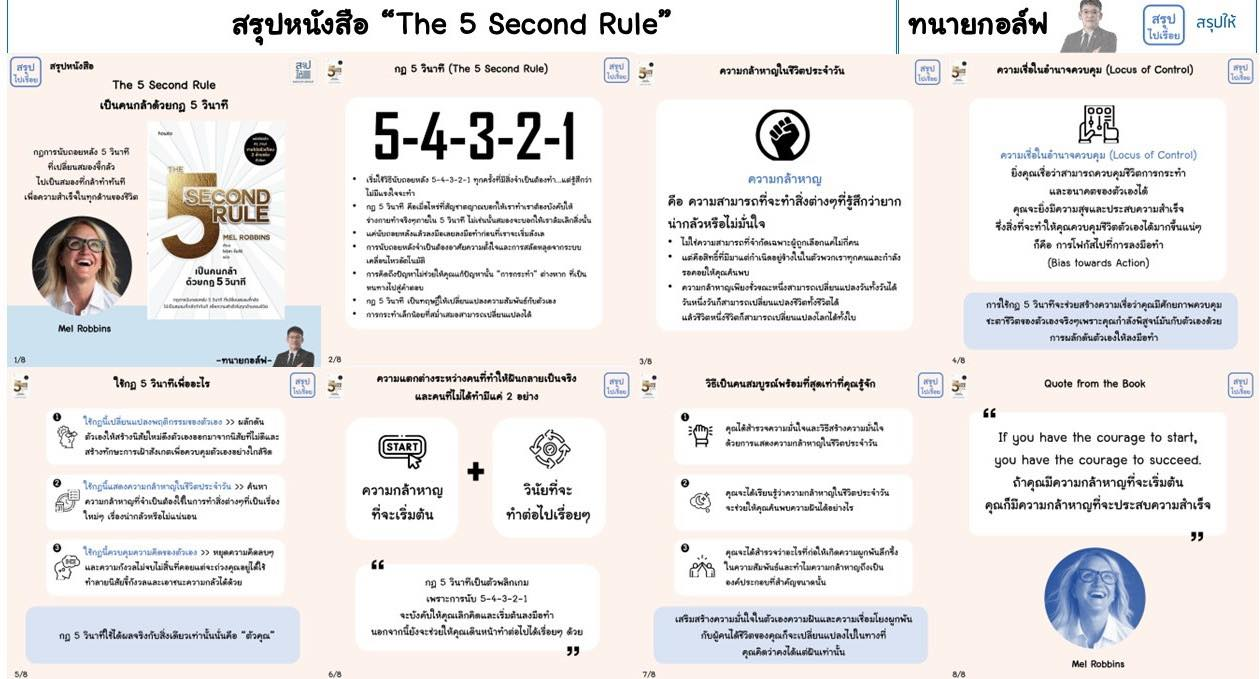 สรุปหนังสือ “The 5 Second Rule”
ทนายกอล์ฟ
สรุป
ไปเรื่อย
สรุปให้
สรุป
ไปเรื่อย
สรุปหนังสือ
The 5 Second Rule
เป็นคนกล้าด้วยกฎ 5 วินาที
กฎการนับถอยหลัง 5 วินาที
ที่เปลี่ยนสมองขี้กลัว
ไปเป็นสมองที่กล้าทำทันที
เพื่อความสำเร็จในทุกด้านของชีวิต
howto
THE
5 SECOND
RULE
MEL ROBBINS
เป็นคนกล้า
ด้วยกฎ 5 วินาที
Mel Robbins
-ทนายกอล์ฟ-
1/8
กฎ 5 วินาที (The 5 Second Rule)
สรุป
ไปเรื่อย
5-4-3-2-1
• เริ่มใช้วิธีนับถอยหลัง 5-4-3-2-1 ทุกครั้งที่มีสิ่งจำเป็นต้องทำ...แต่รู้สึกว่า
ไม่มีแรงใจจะทำ
• กฎ 5 วินาที คือเมื่อไหร่ที่สัญชาตญาณบอกให้เราทำเราต้องบังคับให้
ร่างกายทำจริงๆภายใน 5 วินาที ไม่เช่นนั้นสมองจะบอกให้เราล้มเลิกสิ่งนั้น
• แค่นับถอยหลังแล้วลงมือเลยลงมือทำก่อนที่เราจะเริ่มลังเล
• การนับถอยหลังจำเป็นต้องอาศัยความตั้งใจและการสลัดหลุดจากระบบ
เคลื่อนไหวอัตโนมัติ
• การคิดถึงปัญหาไม่ช่วยให้คุณแก้ปัญหานั้น “การกระทำ” ต่างหาก ที่เป็น
หนทางไปสู่คำตอบ
• กฎ 5 วินาที เป็นทฤษฎีให้เปลี่ยนแปลงความสัมพันธ์กับตัวเอง
• การกระทำเล็กน้อยที่สม่ำเสมอสามารถเปลี่ยนแปลงได้
2/8
ความกล้าหาญในชีวิตประจำวัน
สรุป
ไปเรื่อย
ความกล้าหาญ
คือ ความสามารถที่จะทำสิ่งต่างๆที่รู้สึกว่ายาก
น่ากลัวหรือไม่มั่นใจ
• ไม่ใช่ความสามารถที่จำกัดเฉพาะผู้ถูกเลือกแค่ไม่กี่คน
• แต่คือสิทธิ์ที่มีมาแต่กำเนิดอยู่ข้างในในตัวพวกเราทุกคนและกำลัง
รอคอยให้คุณค้นพบ
• ความกล้าหาญเพียงชั่วขณะหนึ่งสามารถเปลี่ยนแปลงวันทั้งวันได้
วันหนึ่งวันก็สามารถเปลี่ยนแปลงชีวิตทั้งชีวิตได้
แล้วชีวิตหนึ่งชีวิตก็สามารถเปลี่ยนแปลงโลกได้ทั้งใบ
3/8
ความเชื่อในอำนาจควบคุม (Locus of Control)
สรุป
ไปเรื่อย
ความเชื่อในอำนาจควบคุม (Locus of Control)
ยิ่งคุณเชื่อว่าสามารถควบคุมชีวิตการกระทำ
และอนาคตของตัวเองได้
คุณจะยิ่งมีความสุขและประสบความสำเร็จ
ซึ่งสิ่งที่จะทำให้คุณควบคุมชีวิตตัวเองได้มากขึ้นแน่ๆ
ก็คือ การโฟกัสไปที่การลงมือทำ
(Bias towards Action)
การใช้กฎ 5 วินาทีจะช่วยสร้างความเชื่อว่าคุณมีศักยภาพควบคุม
ชะตาชีวิตของตัวเองจริงๆเพราะคุณกำลังพิสูจน์มันกับตัวเองด้วย
การผลักดันตัวเองให้ลงมือทำ
4/8
ใช้กฎ 5 วินาทีเพื่ออะไร
สรุป
ไปเรื่อย
1 ใช้กฎนี้เปลี่ยนแปลงพฤติกรรมของตัวเอง >> ผลักดัน
ตัวเองให้สร้างนิสัยใหม่ดึงตัวเองออกมาจากนิสัยที่ไม่ดีและ
สร้างทักษะการเฝ้าสังเกตเพื่อควบคุมตัวเองอย่างใกล้ชิด
2 ใช้กฎนี้แสดงความกล้าหาญในชีวิตประจำวัน >> ค้นหา
ความกล้าหาญที่จำเป็นต้องใช้ในการทำสิ่งต่างๆที่เป็นเรื่อง
ใหม่ๆ เรื่องน่ากลัวหรือไม่แน่นอน
3 ใช้กฎนี้ควบคุมความคิดของตัวเอง >> หยุดความคิดลบๆ
และความกังวลไม่จบไม่สิ้นที่คอยแต่จะถ่วงคุณอยู่ได้ใช้
ทำลายนิสัยขี้กังวลและเอาชนะความกลัวได้ด้วย
กฎ 5 วินาทีใช้ได้ผลจริงกับสิ่งเดียวเท่านั้นนั่นคือ “ตัวคุณ”
5/8
ความแตกต่างระหว่างคนที่ทำให้ฝันกลายเป็นจริง
และคนที่ไม่ได้ทำมีแค่ 2 อย่าง
สรุป
ไปเรื่อย
START
ความกล้าหาญ
ที่จะเริ่มต้น
+
วินัยที่จะ
ทำต่อไปเรื่อยๆ
“
กฎ 5 วินาทีเป็นตัวพลิกเกม
เพราะการนับ 5-4-3-2-1
จะบังคับให้คุณเลิกคิดและเริ่มต้นลงมือทำ
นอกจากนี้ยังจะช่วยให้คุณเดินหน้าทำต่อไปได้เรื่อยๆ ด้วย
”
6/8
วิธีเป็นคนสมบูรณ์พร้อมที่สุดเท่าที่คุณรู้จัก
สรุป
ไปเรื่อย
1 คุณได้สำรวจความมั่นใจและวิธีสร้างความมั่นใจ
ด้วยการแสดงความกล้าหาญในชีวิตประจำวัน
2 คุณจะได้เรียนรู้ว่าความกล้าหาญในชีวิตประจำวัน
จะช่วยให้คุณค้นพบความฝันได้อย่างไร
3 คุณจะได้สำรวจว่าอะไรที่ก่อให้เกิดความผูกพันลึกซึ้ง
ในความสัมพันธ์และทำไมความกล้าหาญถึงเป็น
องค์ประกอบที่สำคัญขนาดนั้น
เสริมสร้างความมั่นใจในตัวเองความฝันและความเชื่อมโยงผูกพัน
กับผู้คนได้ชีวิตของคุณก็จะเปลี่ยนแปลงไปในทางที่
คุณคิดว่าคงได้แต่ฝันเท่านั้น
7/8
Quote from the Book
สรุป
ไปเรื่อย
“
If you have the courage to start,
you have the courage to succeed.
ถ้าคุณมีความกล้าหาญที่จะเริ่มต้น
คุณก็มีความกล้าหาญที่จะประสบความสำเร็จ
”
Mel Robbins
8/8